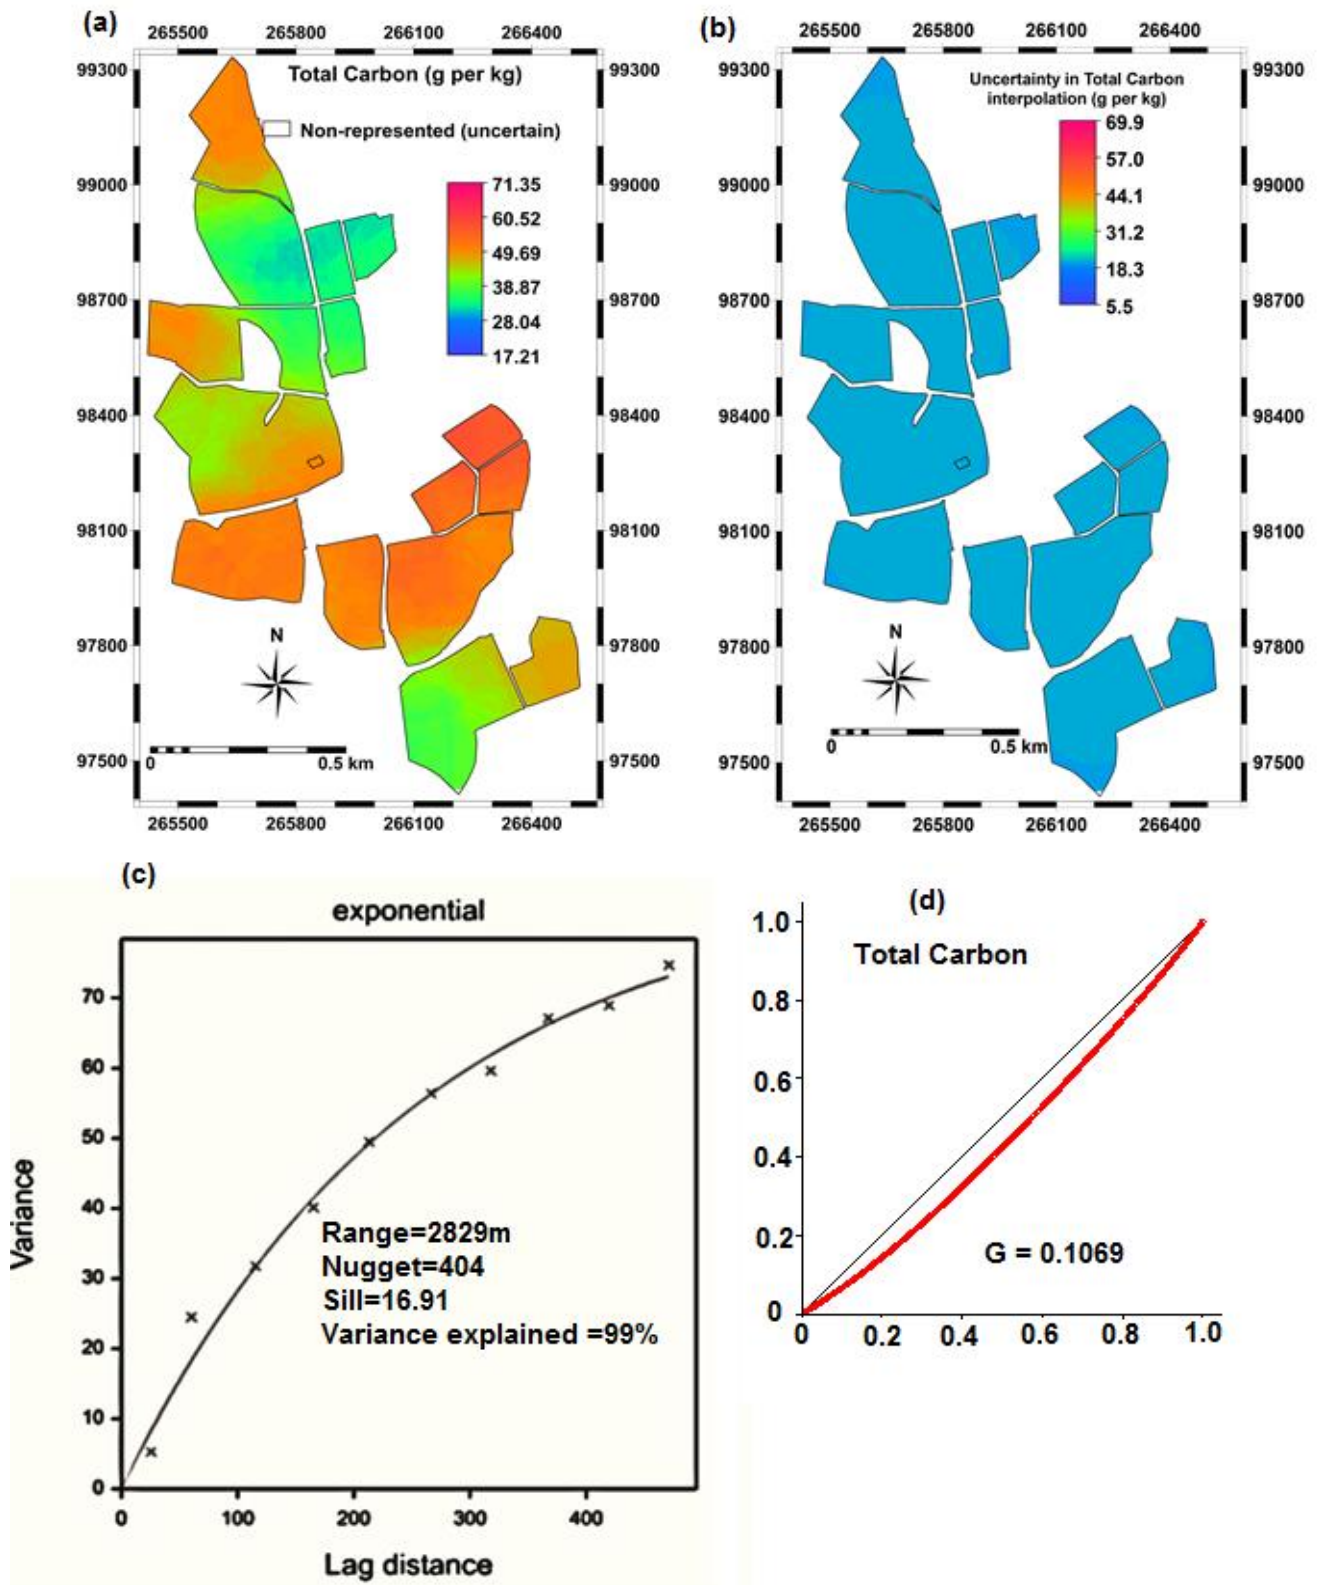 (a)
265500 265800 266100 266400
Total Carbon (g per kg)
Non-represented (uncertain)
99300 99300
99000 99000
98700 98700
98400 98400
98100 98100
97800 97800
97500 97500
71.35
60.52
49.69
38.87
28.04
17.21
N
0 0.5 km
265500 265800 266100 266400
(b)
265500 265800 266100 266400
Uncertainty in Total Carbon
interpolation (g per kg)
99300 99300
99000 99000
98700 98700
98400 98400
98100 98100
97800 97800
97500 97500
69.9
57.0
44.1
31.2
18.3
5.5
N
0 0.5 km
265500 265800 266100 266400
(c)
exponential
Variance
70
60
50
40
30
20
10
0
Range=2829m
Nugget=404
Sill=16.91
Variance explained =99%
0 100 200 300 400
Lag distance
(d)
Total Carbon
1.0
0.8
0.6
0.4
0.2
0
G = 0.1069
0 0.2 0.4 0.6 0.8 1.0